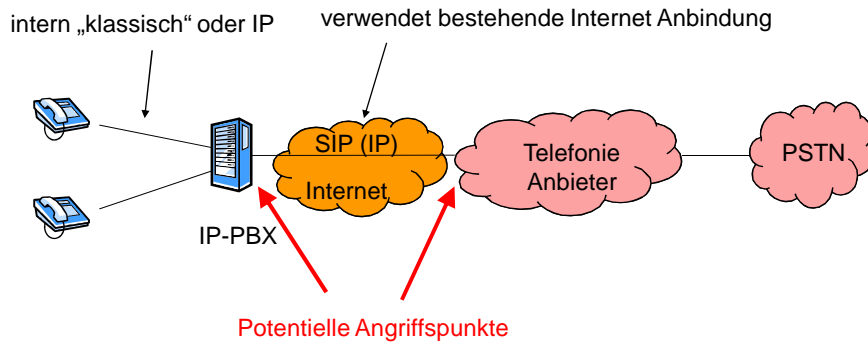 intern „klassisch“ oder IP
verwendet bestehende Internet Anbindung
SIP (IP)
Internet
Telefonie
Anbieter
PSTN
IP-PBX
Potentielle Angriffspunkte